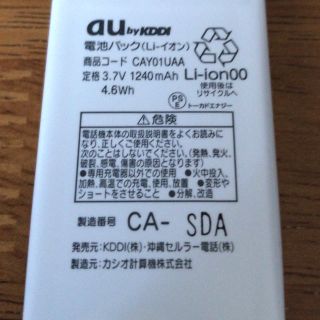 au by KDDI
電池パック(Li-イオン)
商品コード CAY01UAA
定格 3.7V 1240mAh
4.6Wh
Li-ion00
使用後は
リサイクルへ
PS
E
トーカドエナジー
⚠危険
電話機本体の取扱説明書をよくお読みになり
正しくご使用ください。
次のことはしないでください。(発熱、発火、
破裂、感電、傷害の原因となります)
●専用充電器以外での使用 ●火中投入、
加熱、高温での充電、使用、放置 ●変形や
ショートをさせること ●分解、改造
製造番号 CA- SDA
発売元:KDDI(株)・沖縄セルラー電話(株)
製造元:カシオ計算機株式会社